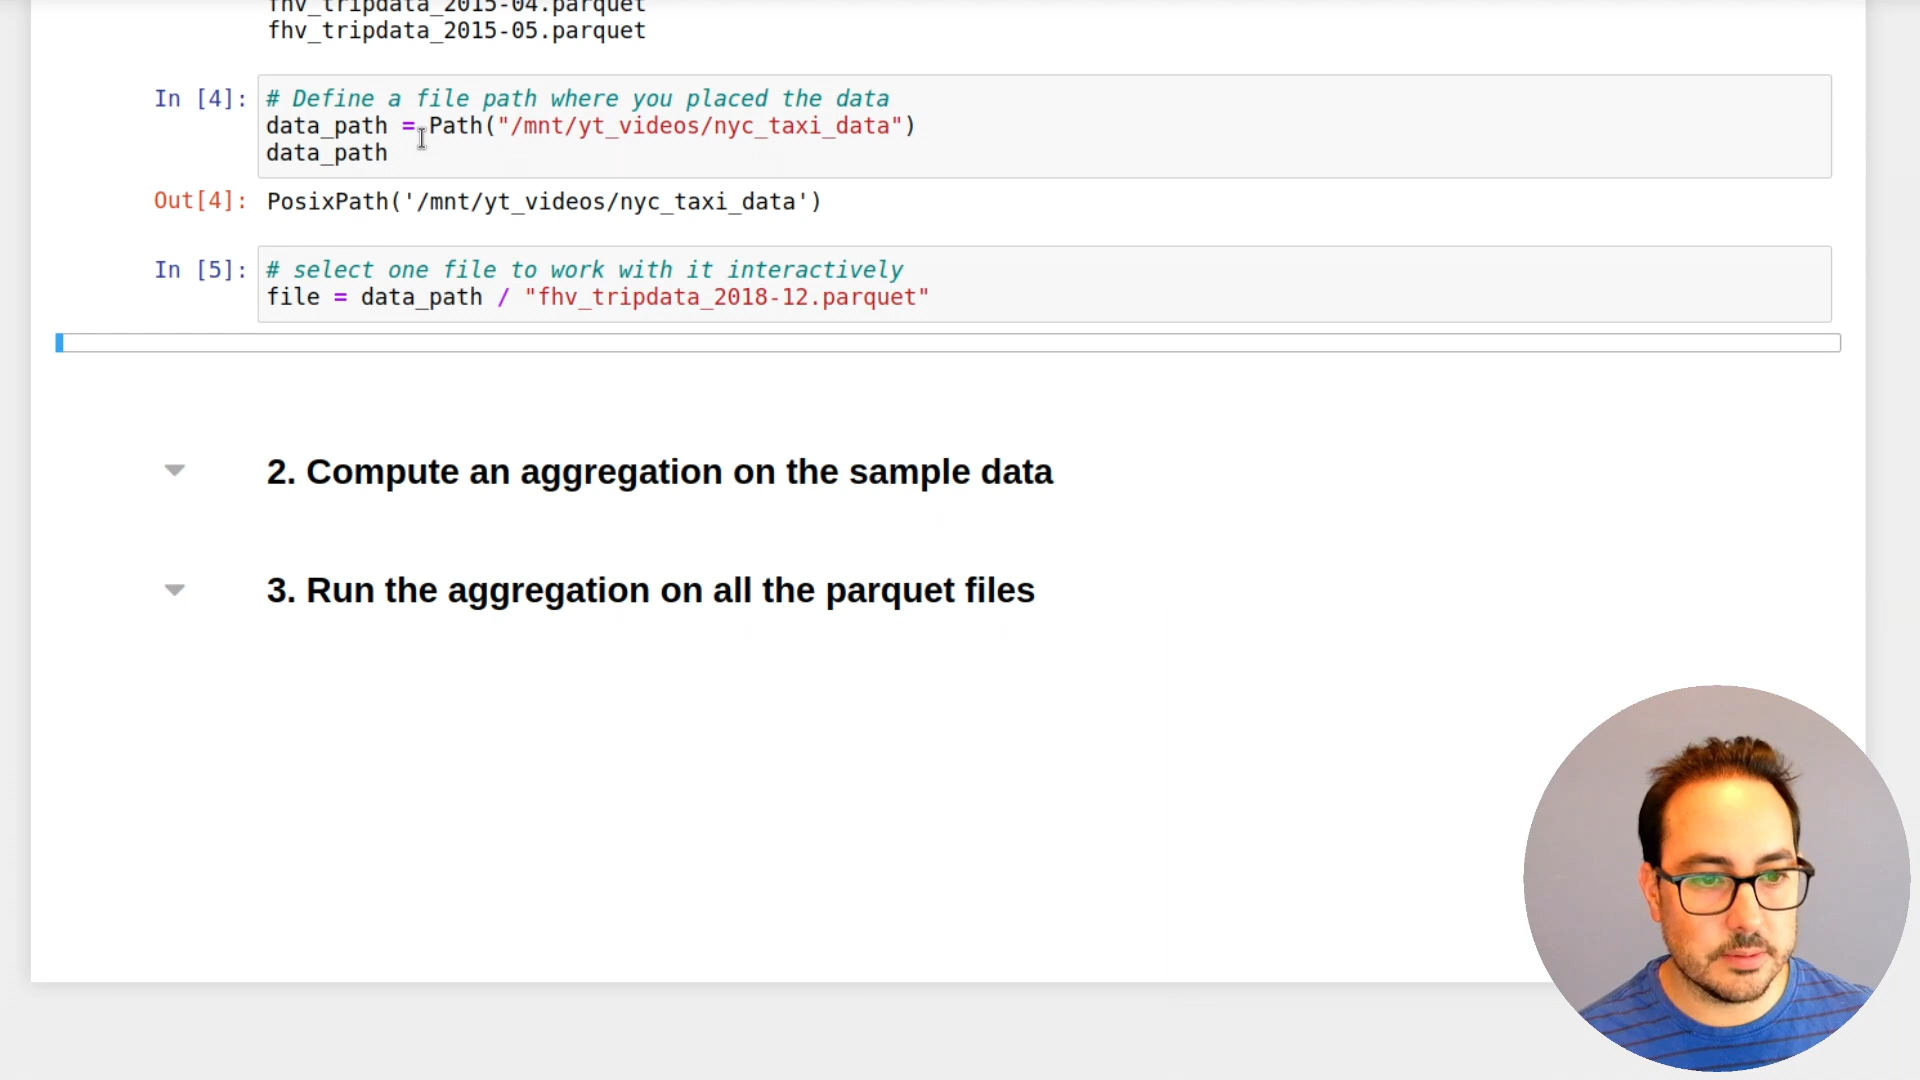 fhv_tripdata_2015-04.parquet
fhv_tripdata_2015-05.parquet
In [4]:
# Define a file path where you placed the data
data_path = Path("/mnt/yt_videos/nyc_taxi_data")
data_path
Out[4]:
PosixPath('/mnt/yt_videos/nyc_taxi_data')
In [5]:
# select one file to work with it interactively
file = data_path / "fhv_tripdata_2018-12.parquet"
2. Compute an aggregation on the sample data
3. Run the aggregation on all the parquet files